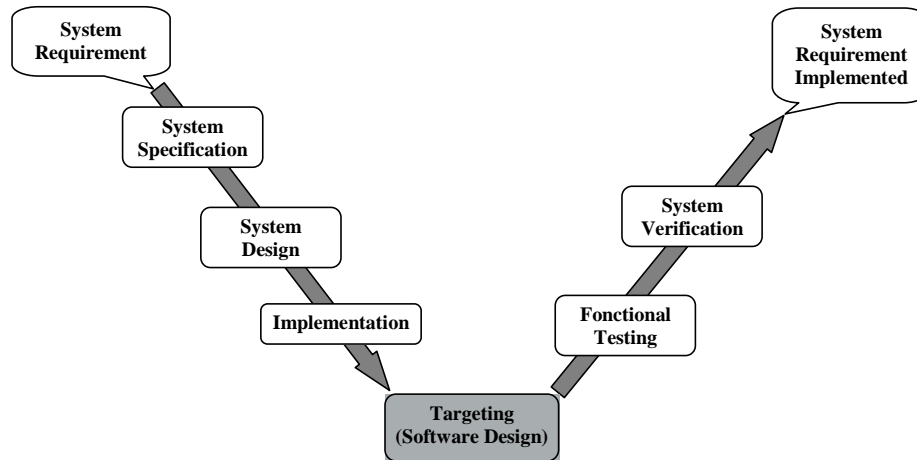 System
Requirement
System
Specification
System
Design
Implementation
Targeting
(Software Design)
Fonctional
Testing
System
Verification
System
Requirement
Implemented